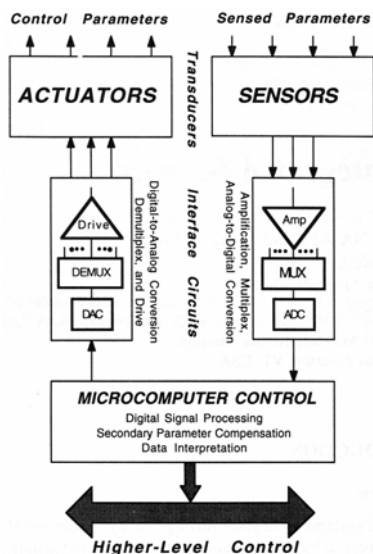 Control Parameters
Sensed Parameters
ACTUATORS
Transducers
SENSORS
Drive
DEMUX
DAC
Digital-to-Analog Conversion
Demultiplex, and Drive
Interface Circuits
Amplification, Multiplex,
Analog-to-Digital Conversion
Amp
MUX
ADC
MICROCOMPUTER CONTROL
Digital Signal Processing
Secondary Parameter Compensation
Data Interpretation
Higher-Level Control